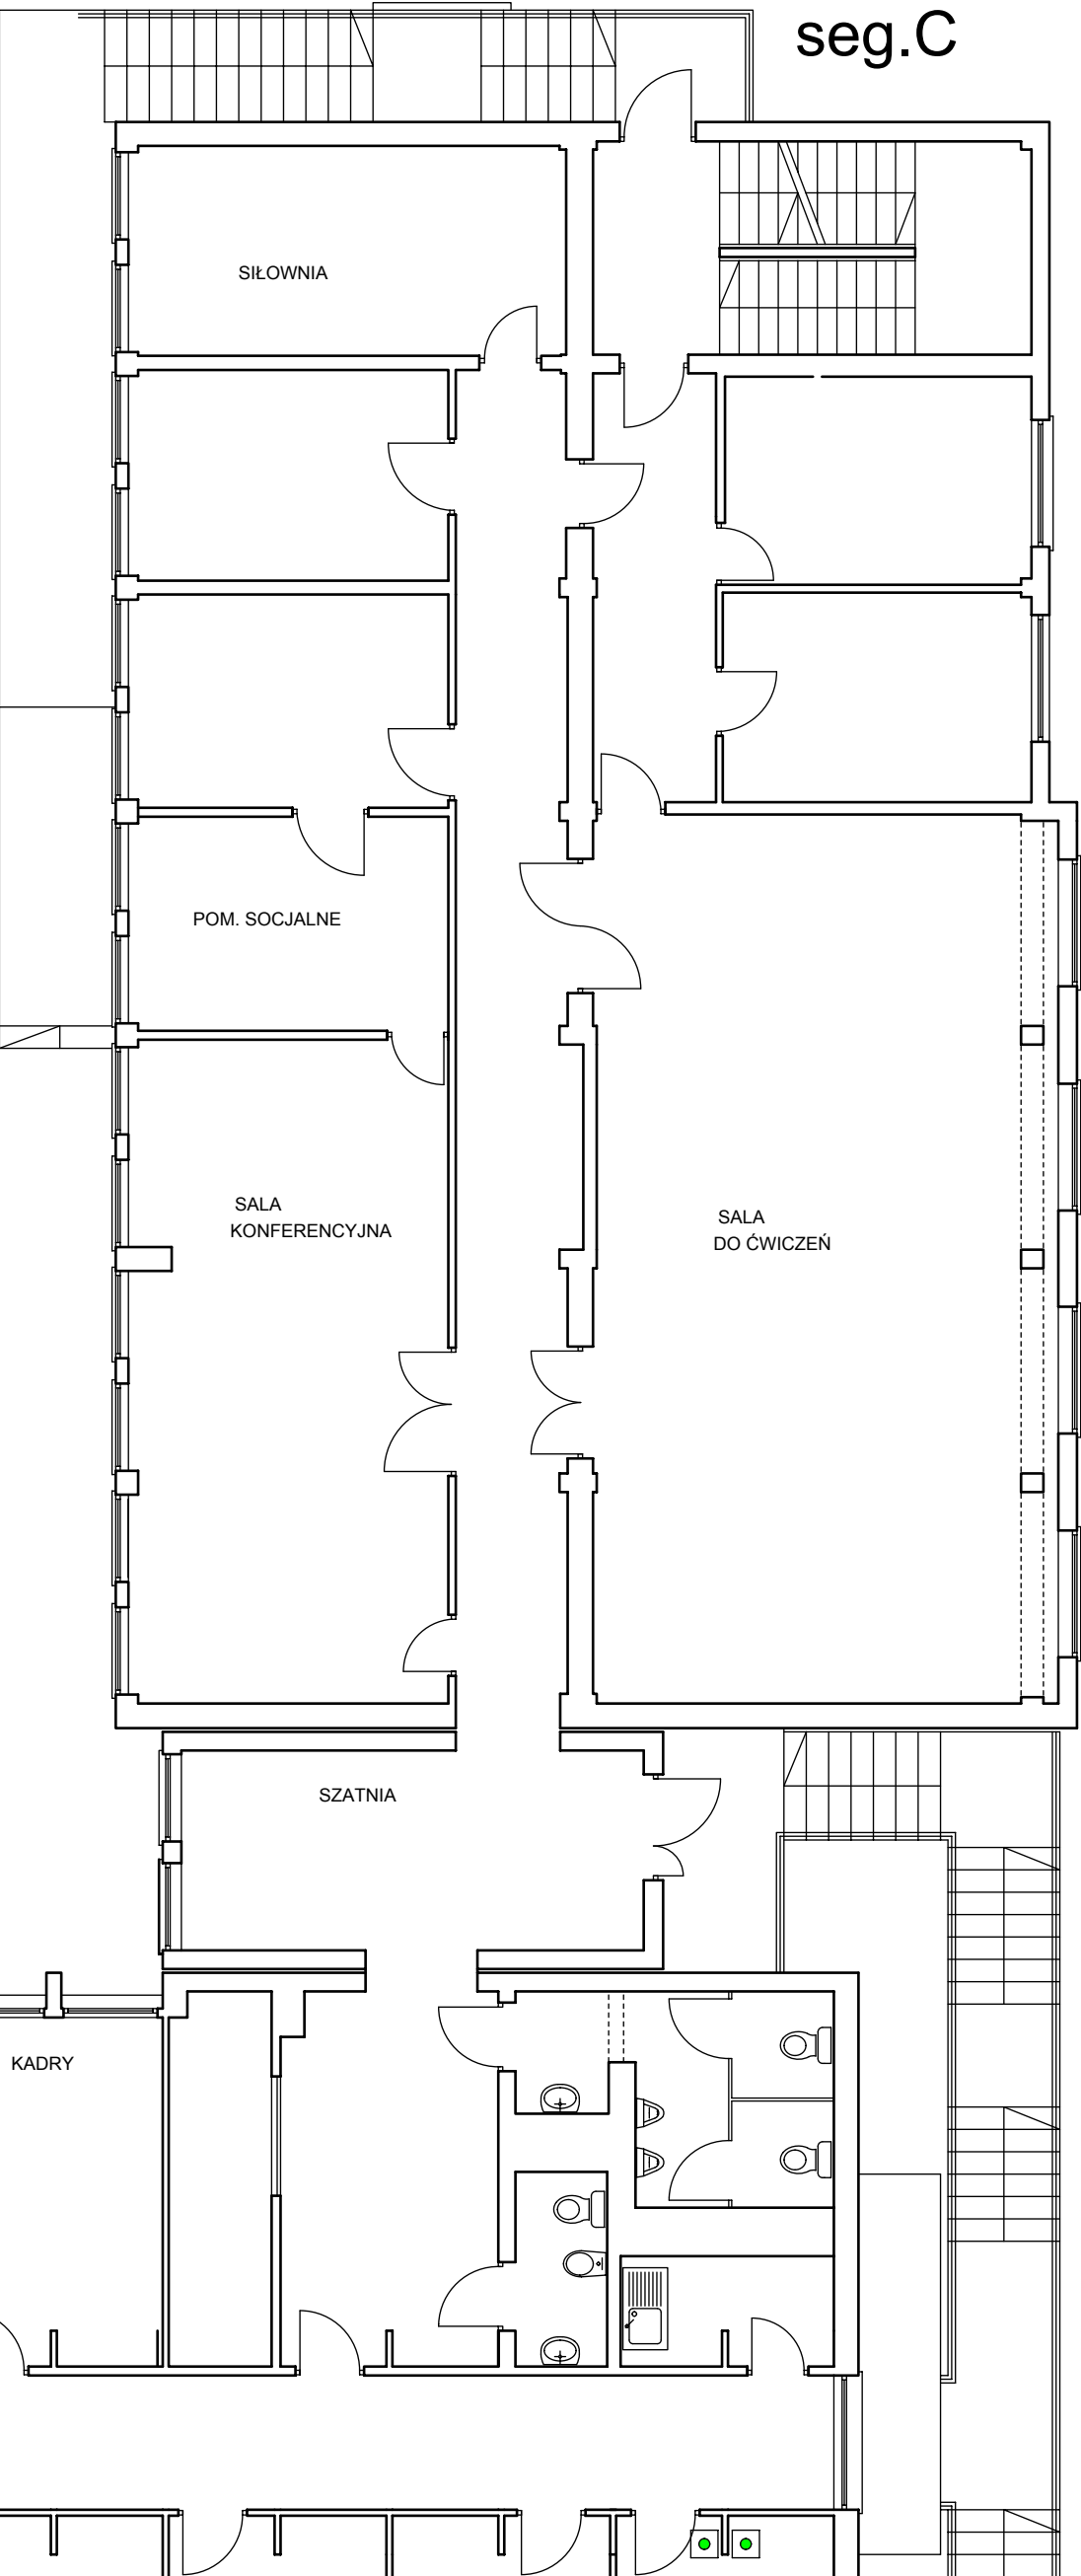 seg.C
SIŁOWNIA
POM. SOCJALNE
SALA
KONFERENCYJNA
SALA
DO ĆWICZEŃ
SZATNIA
KADRY